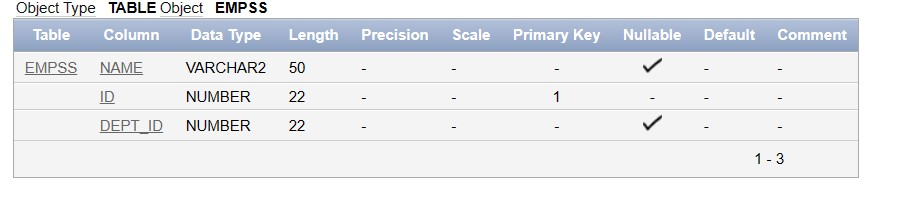 Object Type TABLE Object EMPSS
Table Column Data Type Length Precision Scale Primary Key Nullable Default Comment
EMPSS NAME VARCHAR2 50 - - - ✓ - -
ID NUMBER 22 - - 1 - - -
DEPT_ID NUMBER 22 - - - ✓ - -
1 - 3